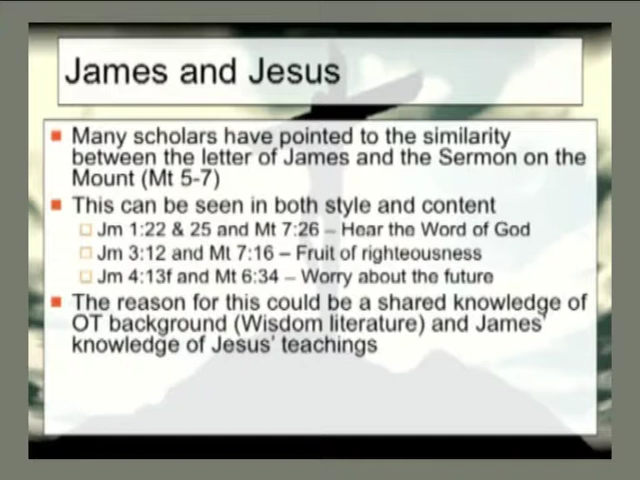 James and Jesus
Many scholars have pointed to the similarity
between the letter of James and the Sermon on the
Mount (Mt 5-7)
This can be seen in both style and content
Jm 1:22 & 25 and Mt 7:26 – Hear the Word of God
Jm 3:12 and Mt 7:16 – Fruit of righteousness
Jm 4:13f and Mt 6:34 – Worry about the future
The reason for this could be a shared knowledge of
OT background (Wisdom literature) and James'
knowledge of Jesus' teachings